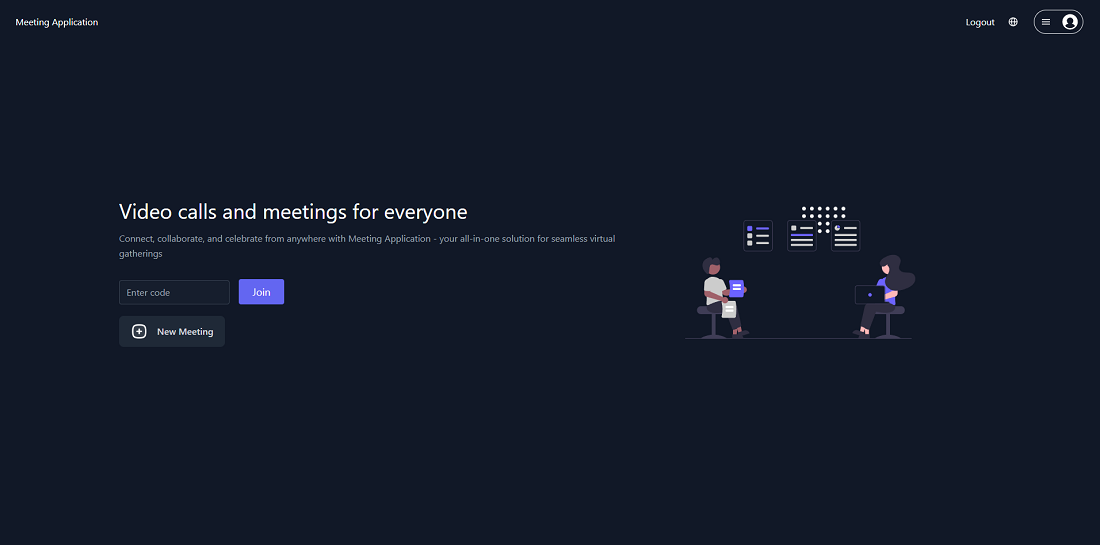 Meeting Application
Logout
Video calls and meetings for everyone
Connect, collaborate, and celebrate from anywhere with Meeting Application - your all-in-one solution for seamless virtual
gatherings
Enter code
Join
New Meeting